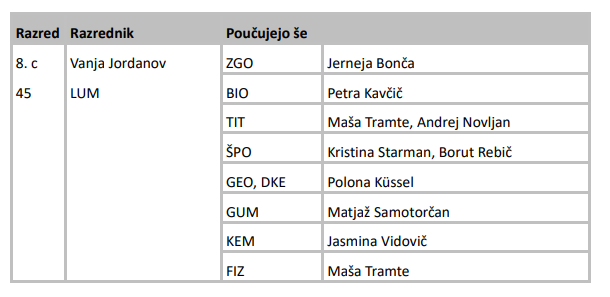 Razred Razrednik Poučujejo še
8. c Vanja Jordanov ZGO Jerneja Bonča
45 LUM BIO Petra Kavčič
TIT Maša Tramte, Andrej Novljan
ŠPO Kristina Starman, Borut Rebič
GEO, DKE Polona Küssel
GUM Matjaž Samotorčan
KEM Jasmina Vidovič
FIZ Maša Tramte